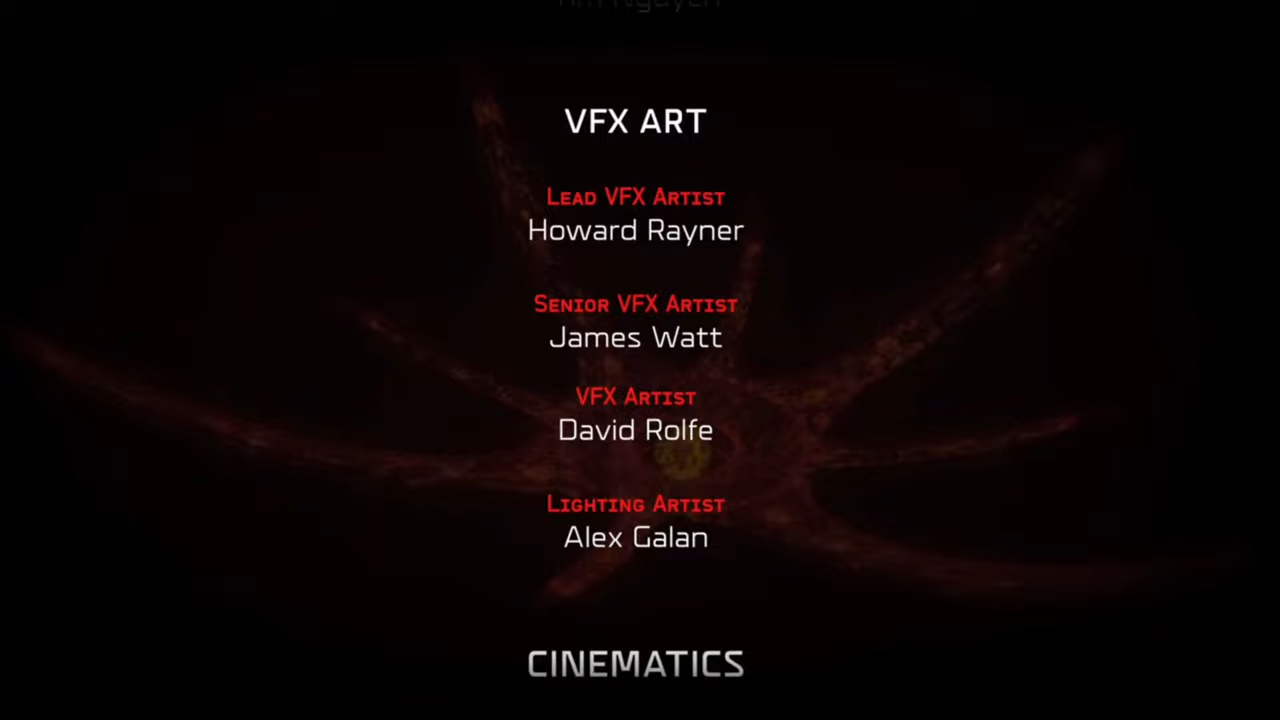 VFX ART
Lead VFX Artist
Howard Rayner
Senior VFX Artist
James Watt
VFX Artist
David Rolfe
Lighting Artist
Alex Galan
CINEMATICS